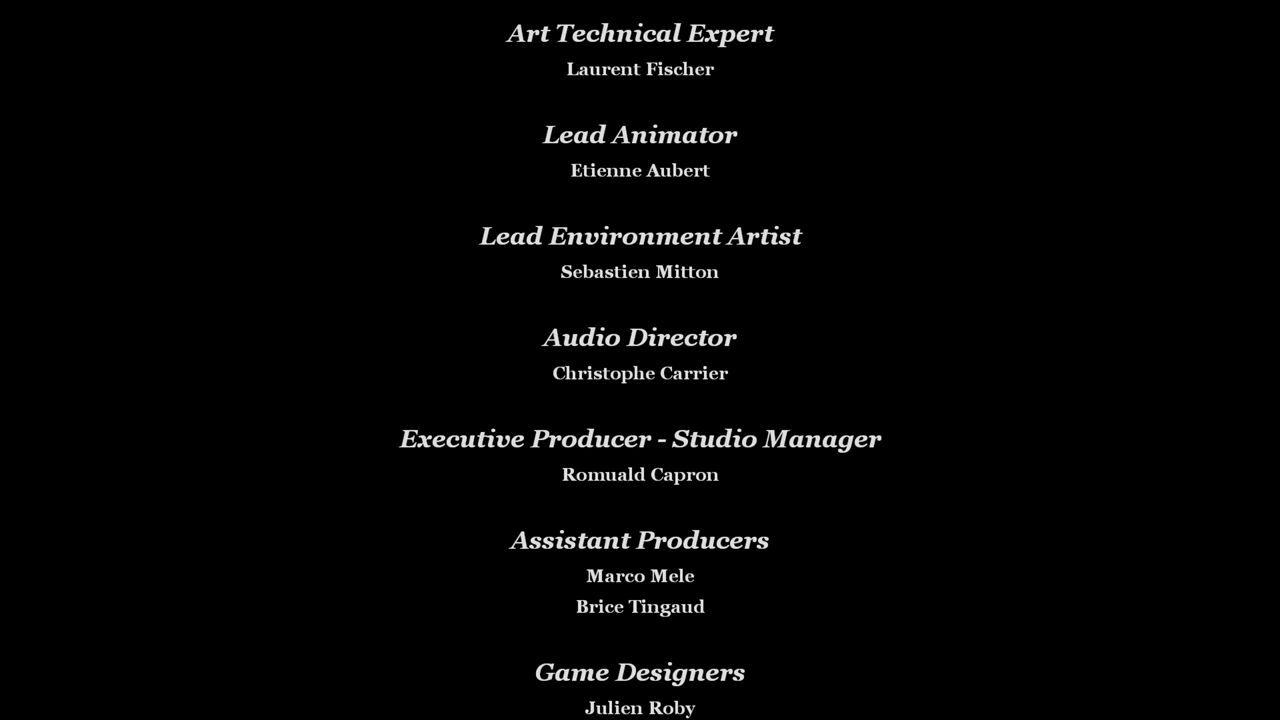 Art Technical Expert
Laurent Fischer
Lead Animator
Etienne Aubert
Lead Environment Artist
Sebastien Mitton
Audio Director
Christophe Carrier
Executive Producer - Studio Manager
Romuald Capron
Assistant Producers
Marco Mele
Brice Tingaud
Game Designers
Julien Roby